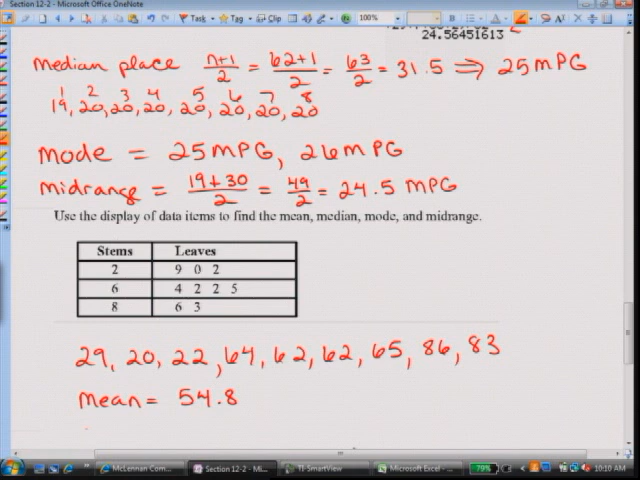 Section 12-2 - Microsoft Office OneNote
Task Tag Clip 100%
24.56451613
median place n+1/2 = 62+1/2 = 63/2 = 31.5 ⇒ 25 MPG
1 2 3 4 5 6 7 8
19, 20, 20, 20, 20, 20, 20, 20
mode = 25 MPG, 26 MPG
midrange = 19+30/2 = 49/2 = 24.5 MPG
Use the display of data items to find the mean, median, mode, and midrange.
Stems Leaves
2 9 0 2
6 4 2 2 5
8 6 3
29, 20, 22, 64, 62, 62, 65, 86, 83
mean = 54.8
McLennan Com... Section 12-2 - Mi... TI-SmartView Microsoft Excel - ... 79% 10:10 AM